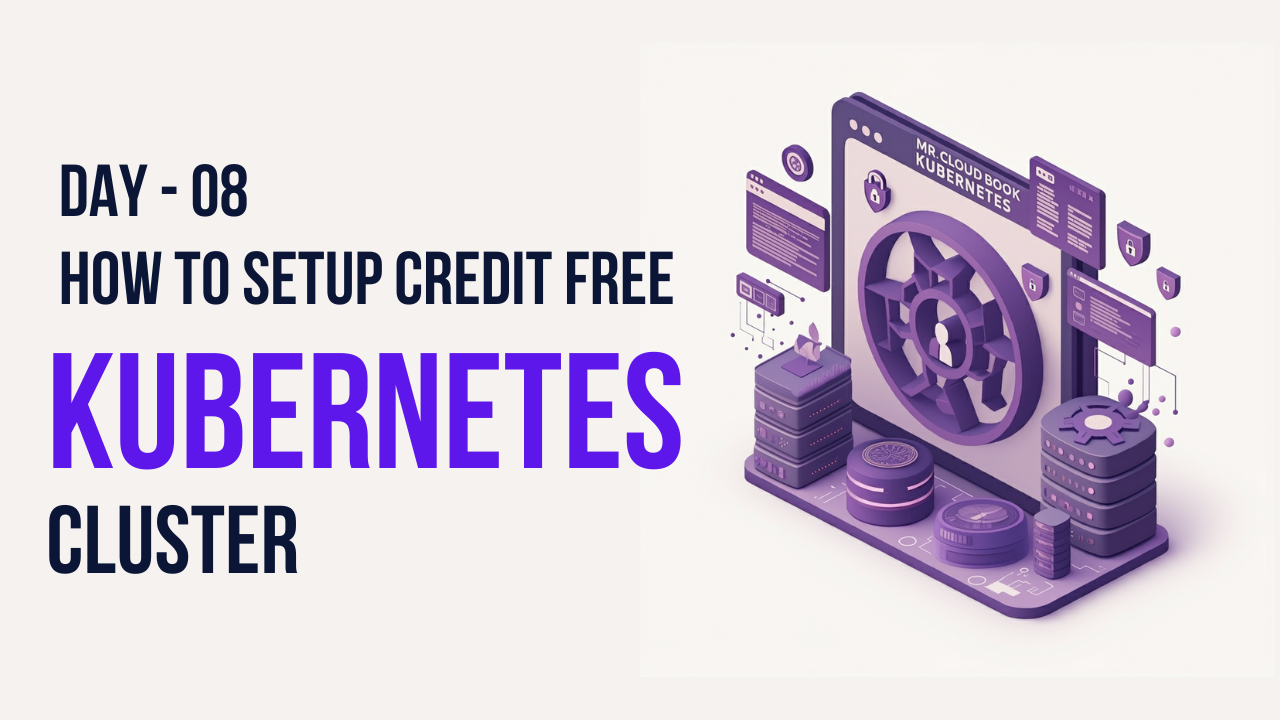 DAY - 08
HOW TO SETUP CREDIT FREE
KUBERNETES
CLUSTER
MR. CLOUD BOOK
KUBERNETES